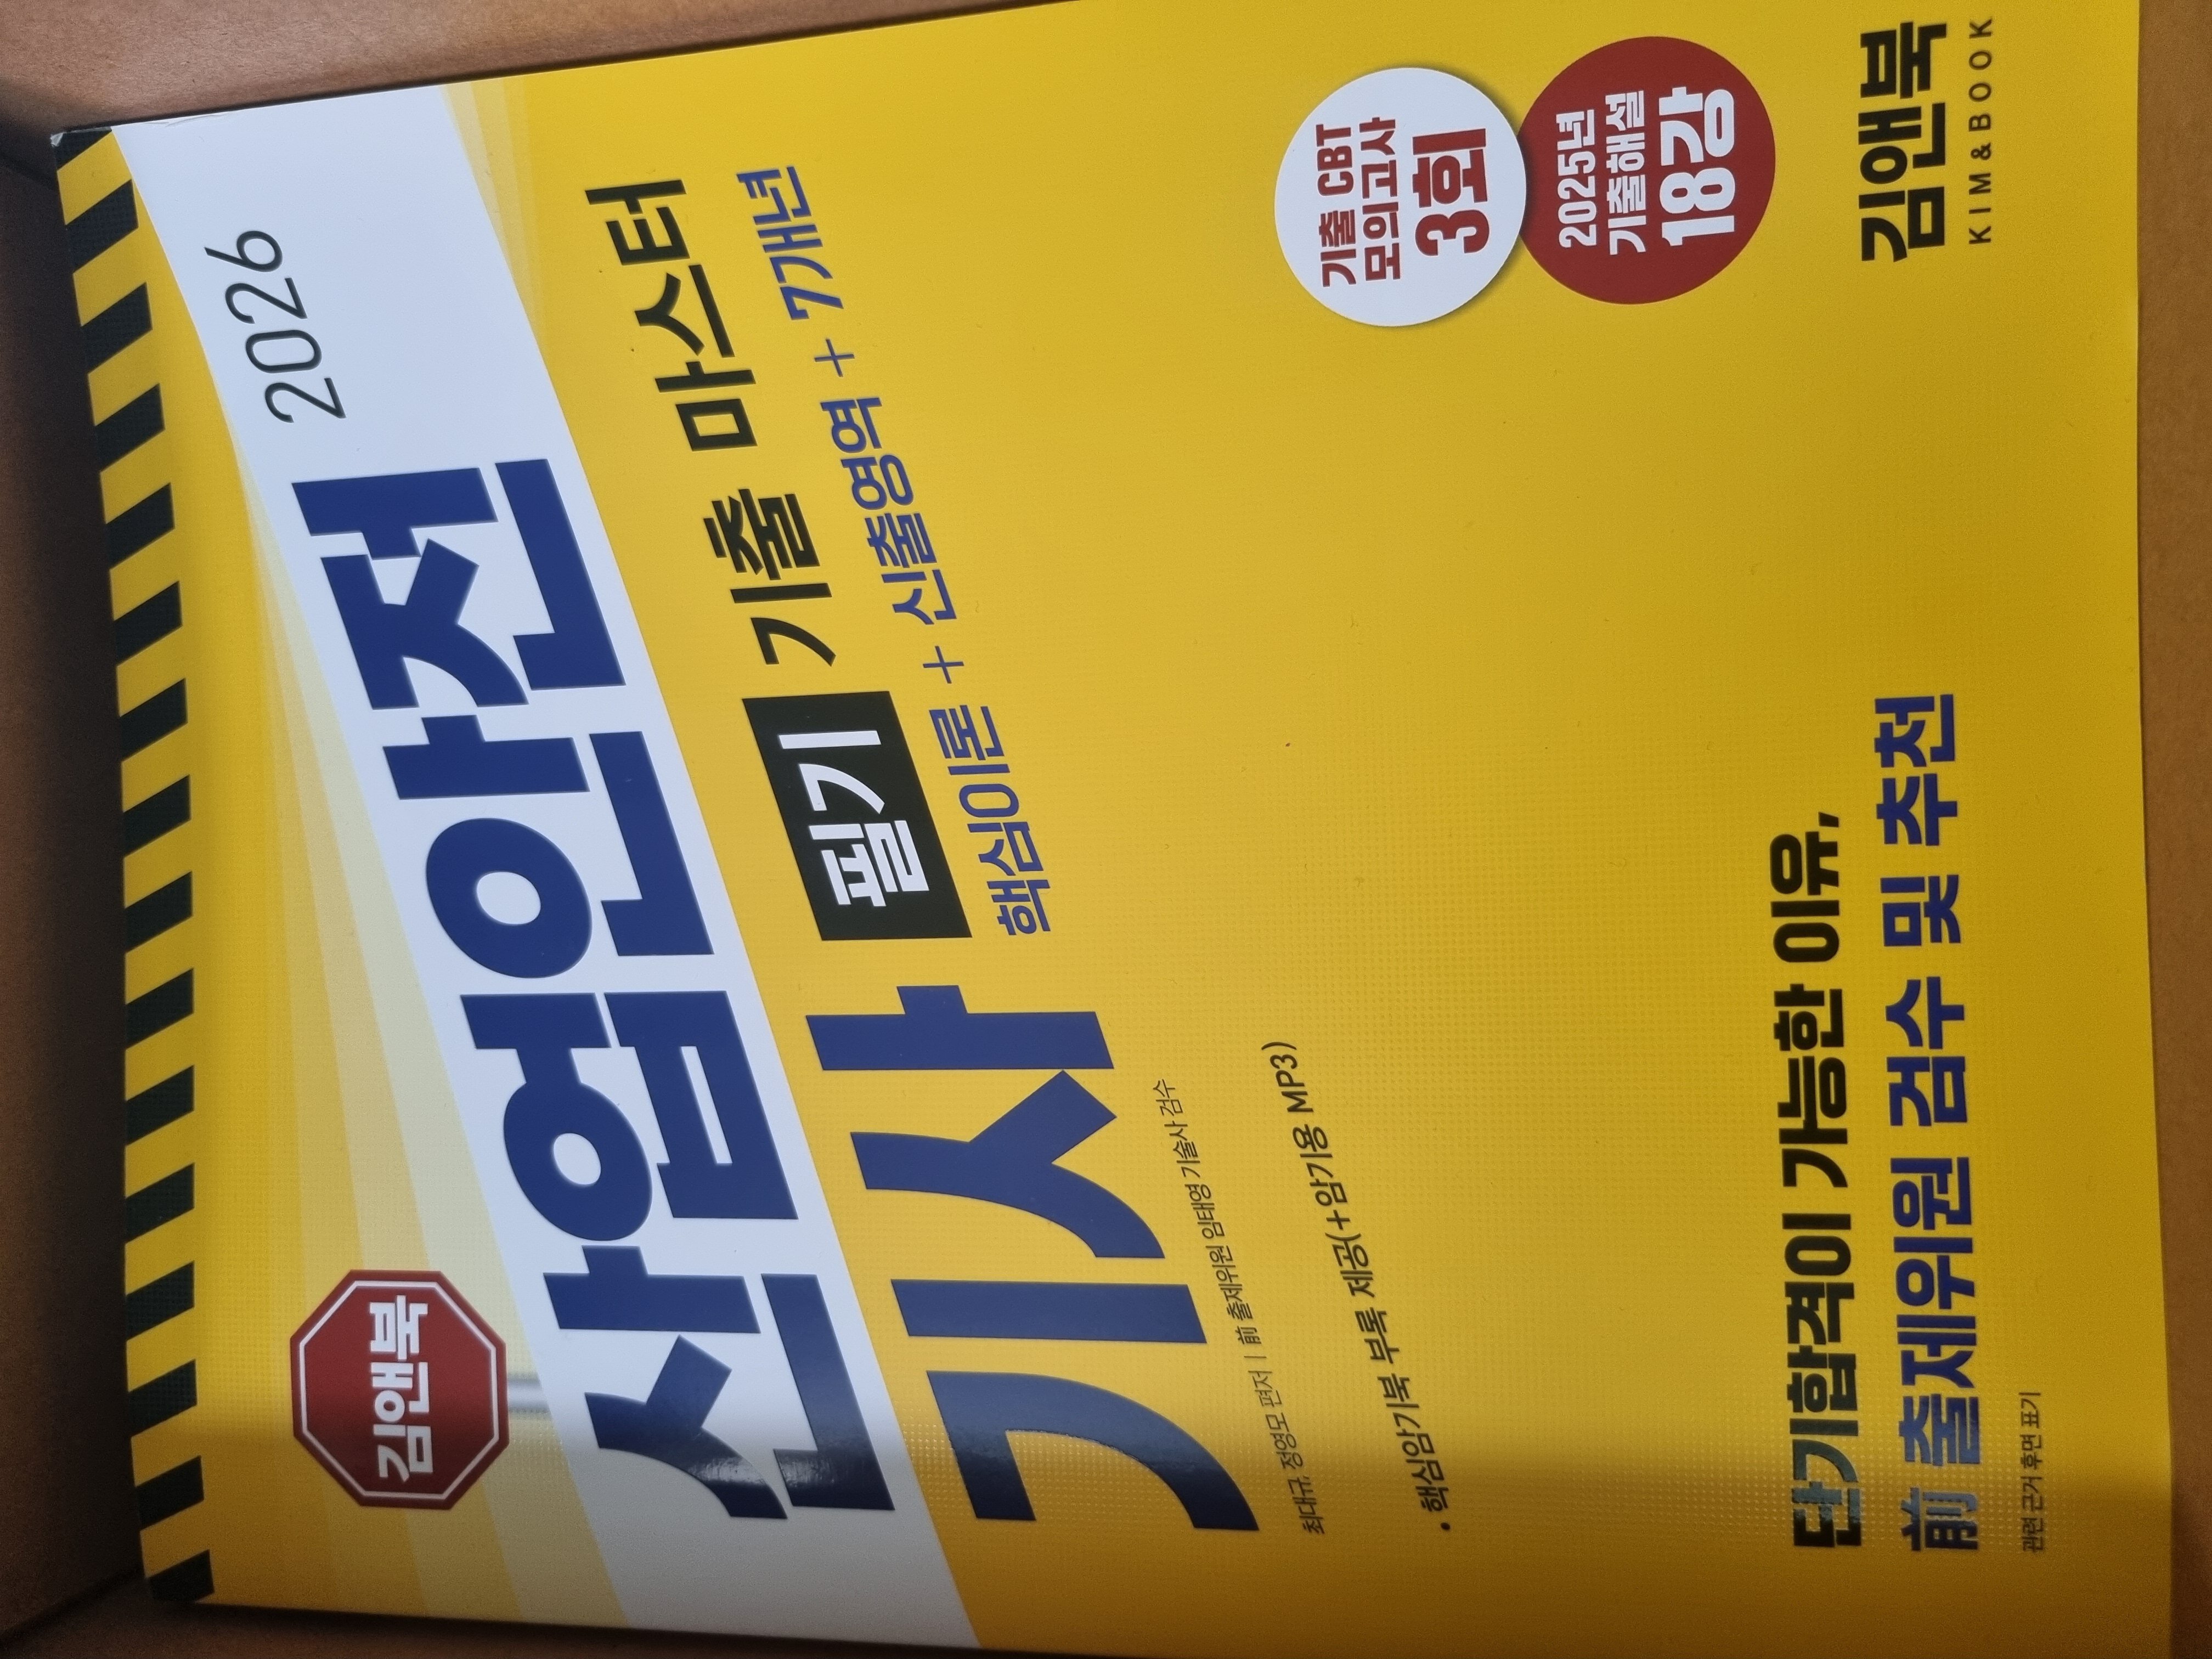 김앤북
산업안전 2026
기사 필기 기출 마스터
핵심이론 + 신출영역 + 7개년
최대규, 정영모 편저 | 前 출제위원 임태영 기술사 검수
• 핵심암기북 부록 제공(+암기용 MP3)
기출 CBT
모의고사
3회
2025년
기출해설
18강
단기합격이 가능한 이유,
前 출제위원 검수 및 추천
관련 근거 후면 표기
김앤북
KIM&BOOK